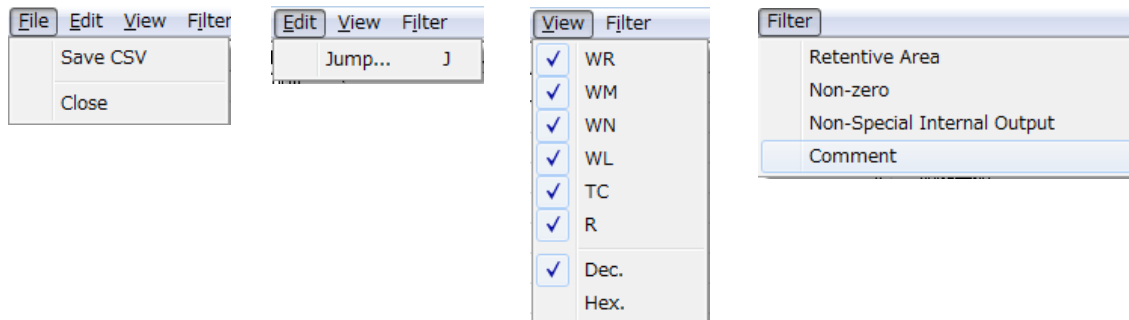 File Edit View Filter
Save CSV
Close
Edit View Filter
Jump... J
View Filter
WR
WM
WN
WL
TC
R
Dec.
Hex.
Filter
Retentive Area
Non-zero
Non-Special Internal Output
Comment